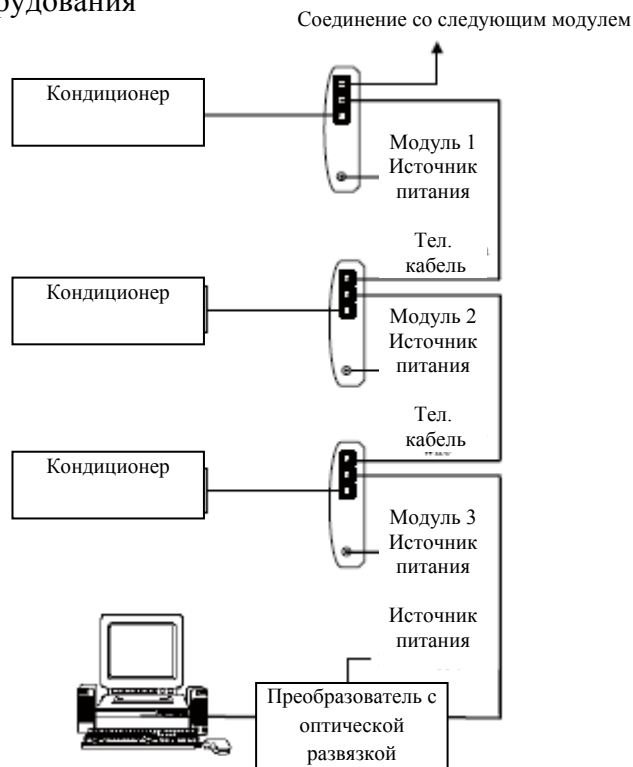 рудования
Соединение со следующим модулем
Кондиционер
Модуль 1
Источник
питания
Тел.
кабель
Кондиционер
Модуль 2
Источник
питания
Тел.
кабель
Кондиционер
Модуль 3
Источник
питания
Источник
питания
Преобразователь с
оптической
развязкой